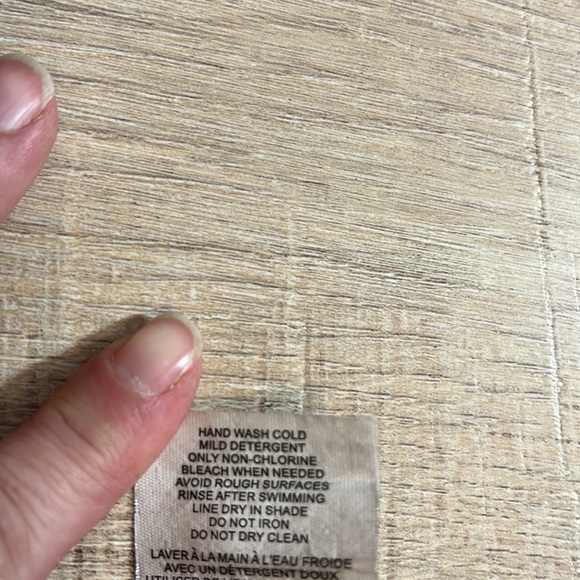 HAND WASH COLD
MILD DETERGENT
ONLY NON-CHLORINE
BLEACH WHEN NEEDED
AVOID ROUGH SURFACES
RINSE AFTER SWIMMING
LINE DRY IN SHADE
DO NOT IRON
DO NOT DRY CLEAN
LAVER À LA MAIN À L'EAU FROIDE
AVEC UN DÉTERGENT DOUX